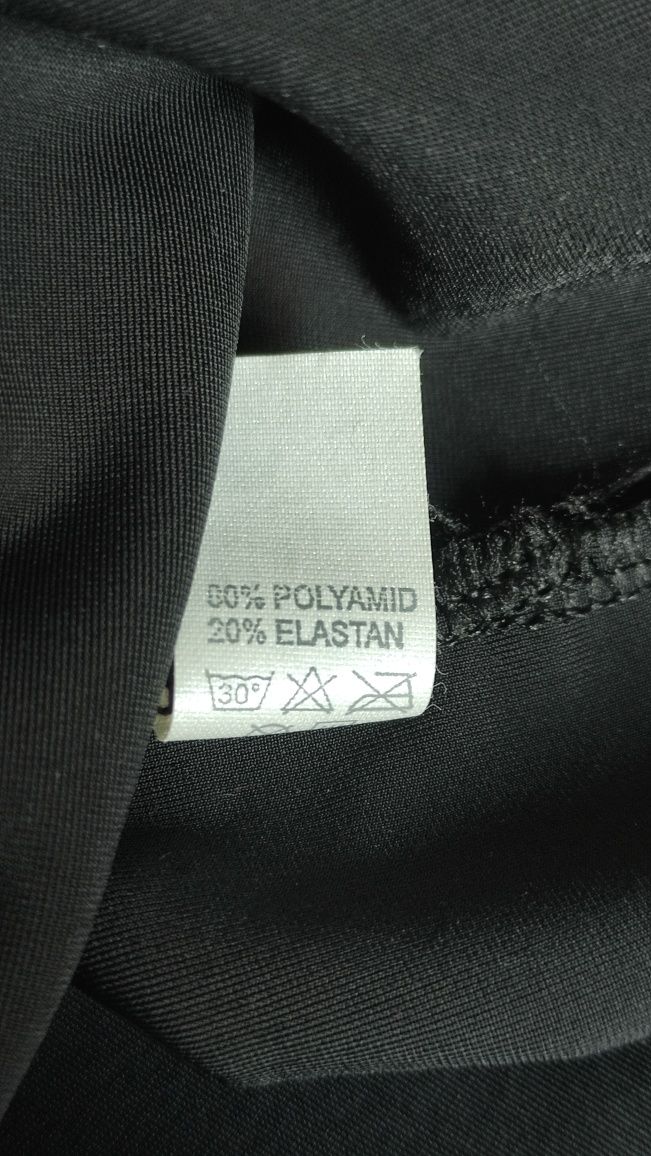 80% POLYAMID
20% ELASTAN
30°